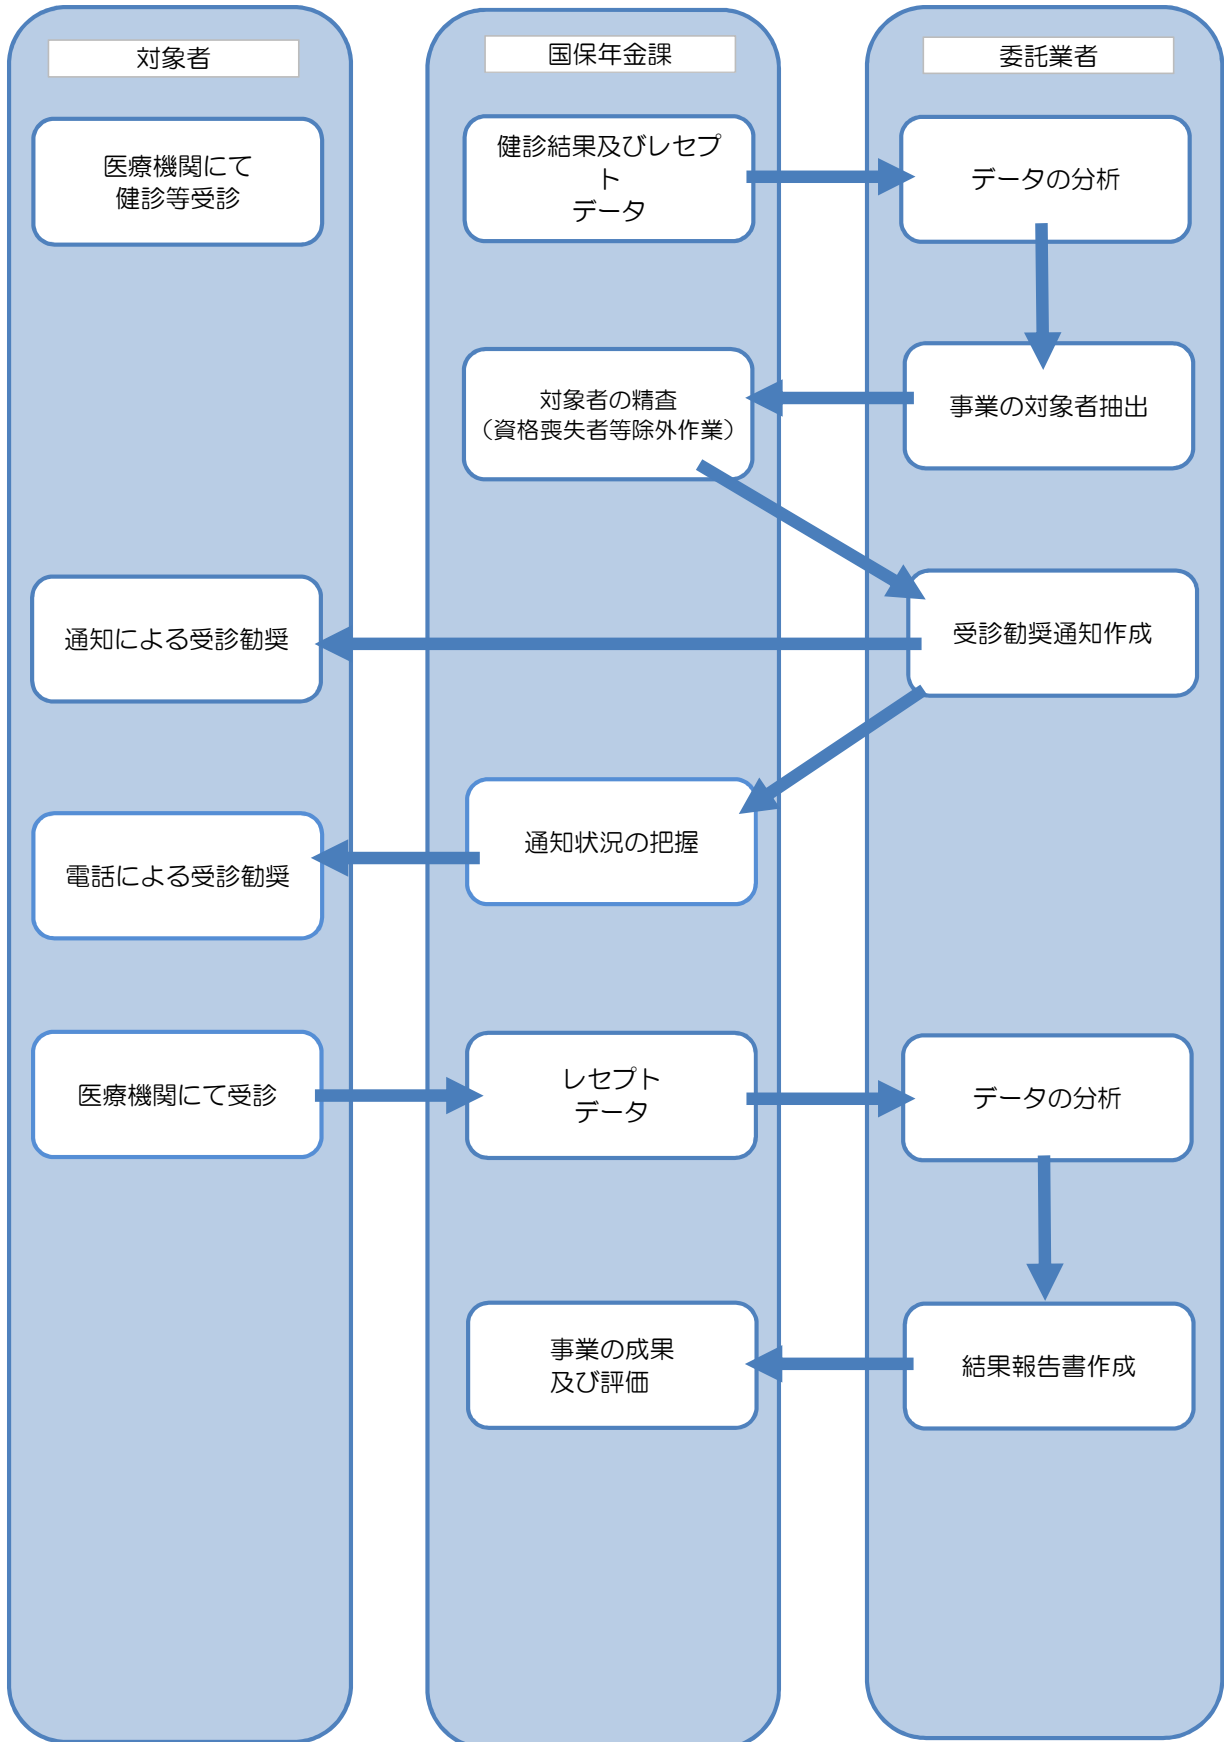 対象者
国保年金課
委託業者
医療機関にて
健診等受診
健診結果及びレセプ
ト
データ
データの分析
対象者の精査
（資格喪失者等除外作業）
事業の対象者抽出
通知による受診勧奨
受診勧奨通知作成
通知状況の把握
電話による受診勧奨
医療機関にて受診
レセプト
データ
データの分析
事業の成果
及び評価
結果報告書作成